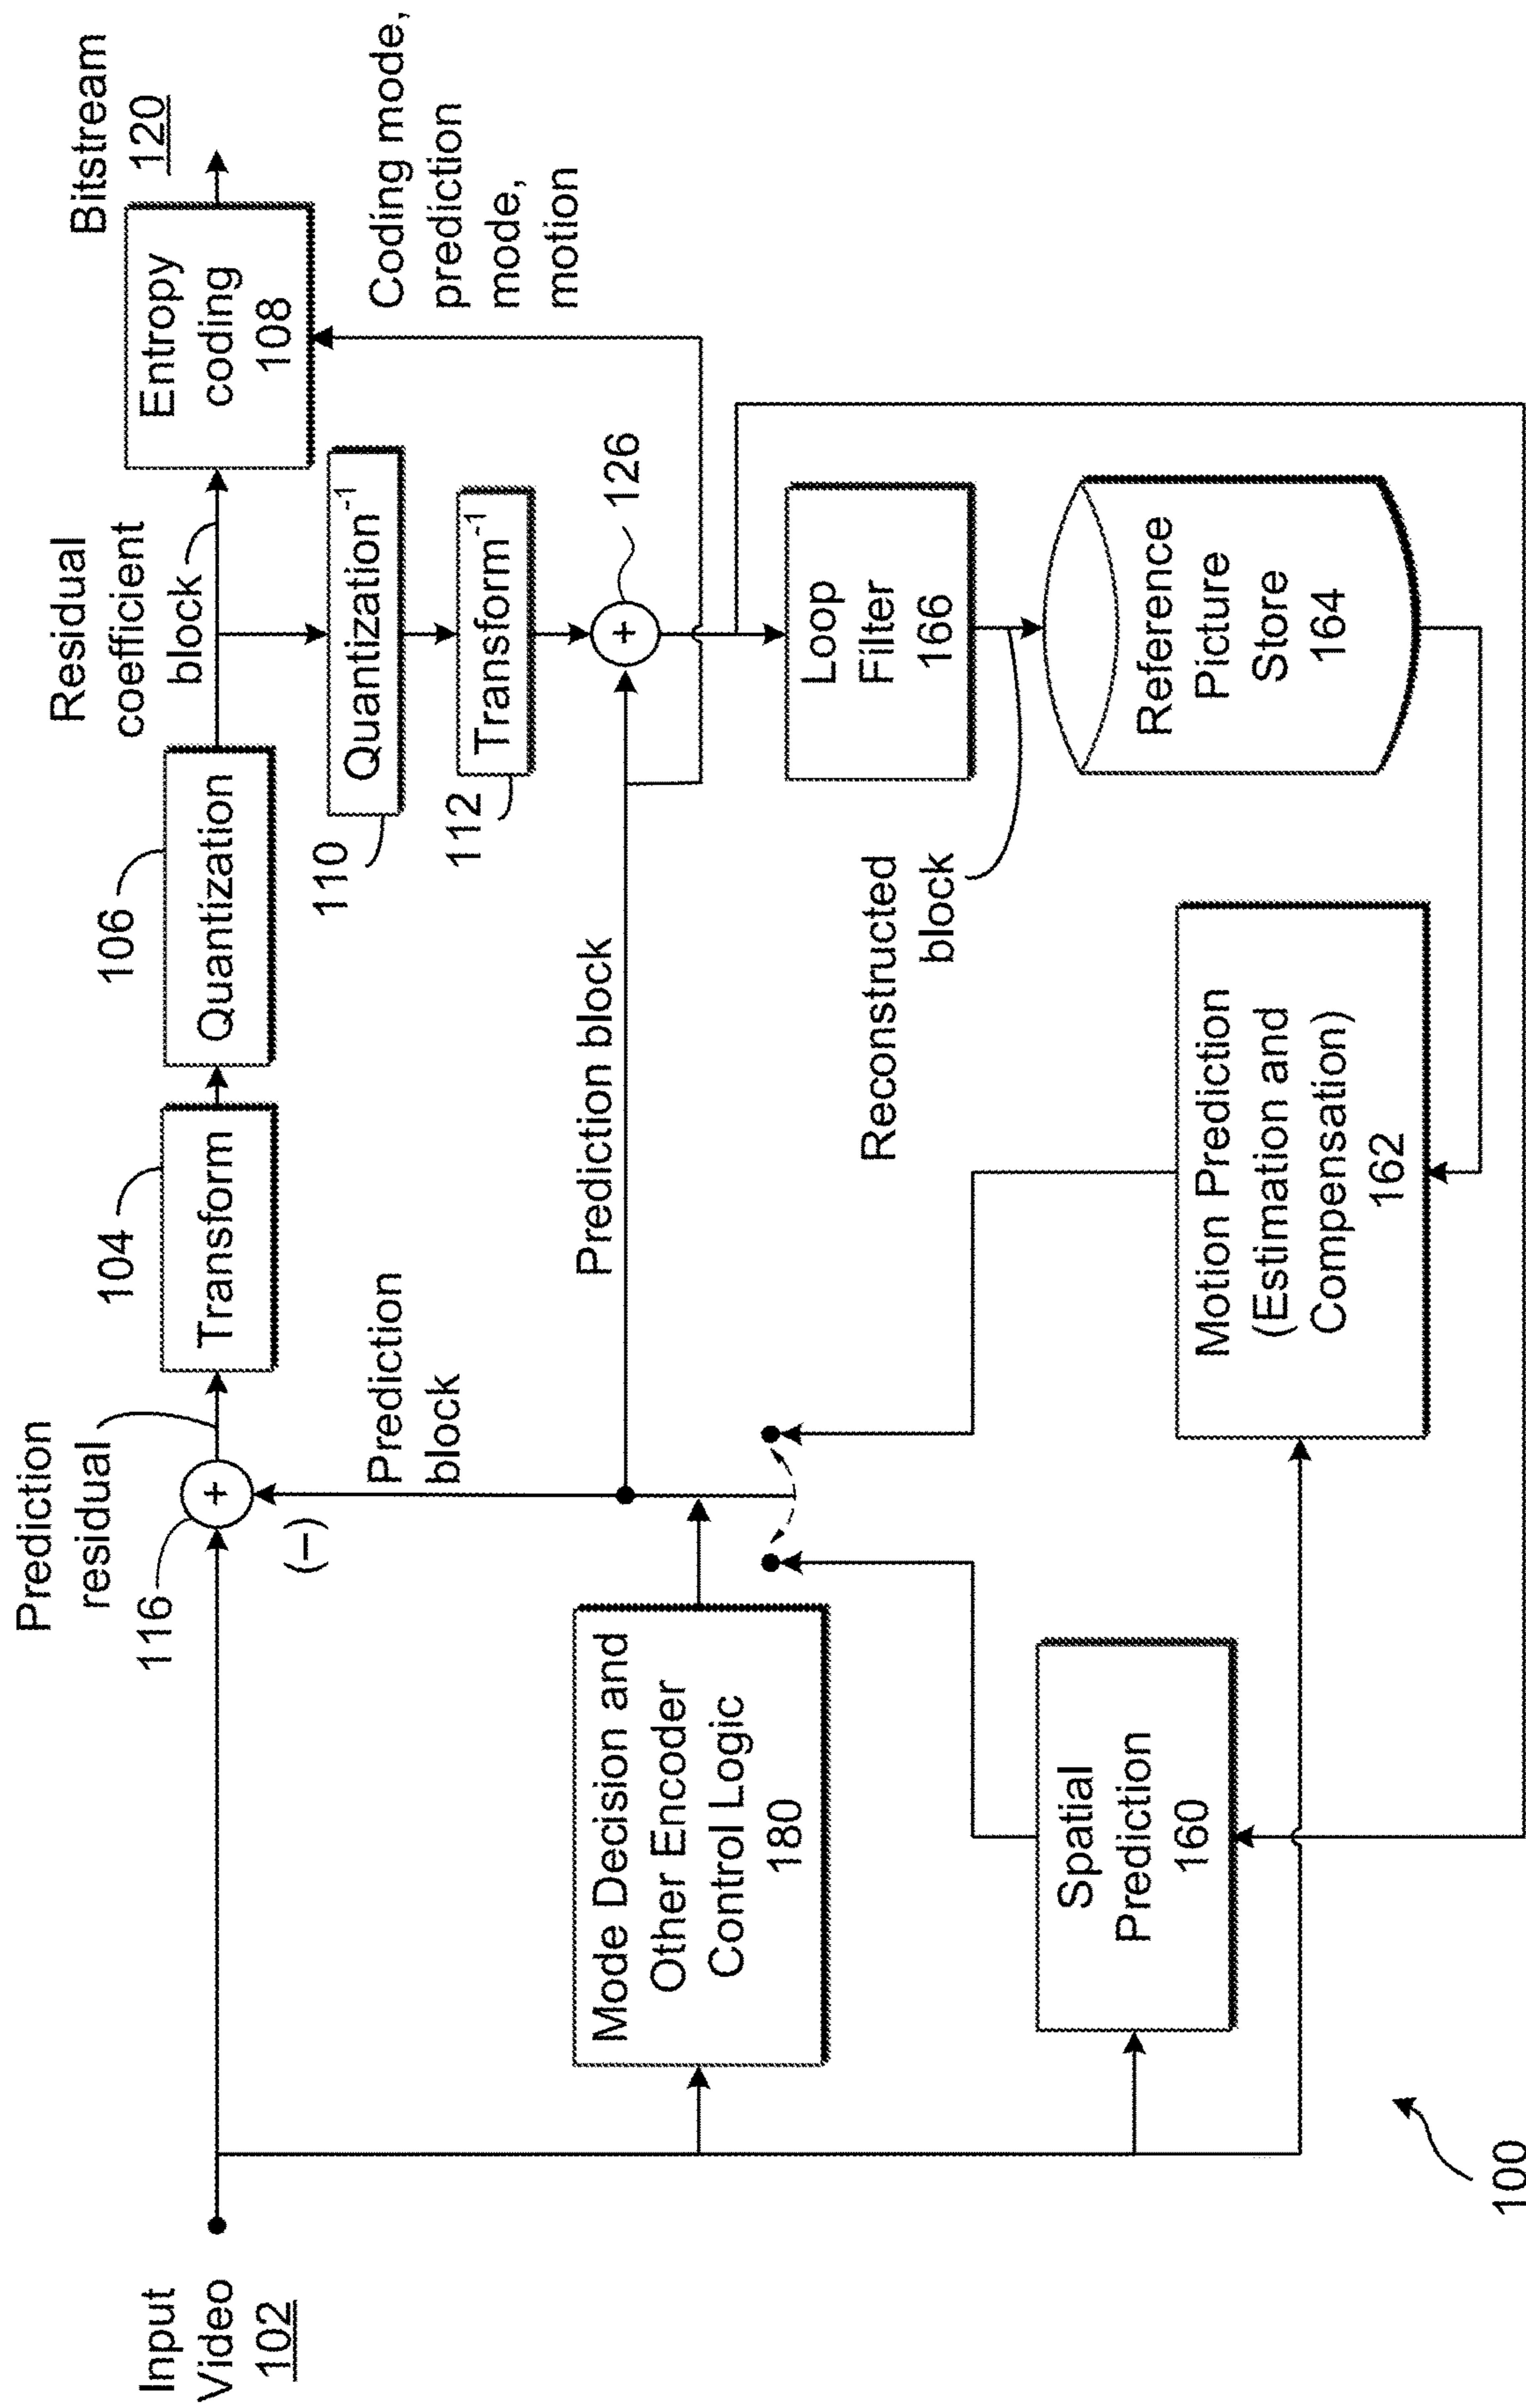 Input
Video
102
Prediction
residual
116
+
(–)
Prediction
block
104
Transform
106
Quantization
Residual
coefficient
block
Entropy
coding
108
Bitstream
120
Coding mode,
prediction
mode,
motion
Quantization-1
110
Transform-1
112
+
126
Prediction block
Mode Decision and
Other Encoder
Control Logic
180
Spatial
Prediction
160
Motion Prediction
(Estimation and
Compensation)
162
Loop
Filter
166
Reconstructed
block
Reference
Picture
Store
164
100